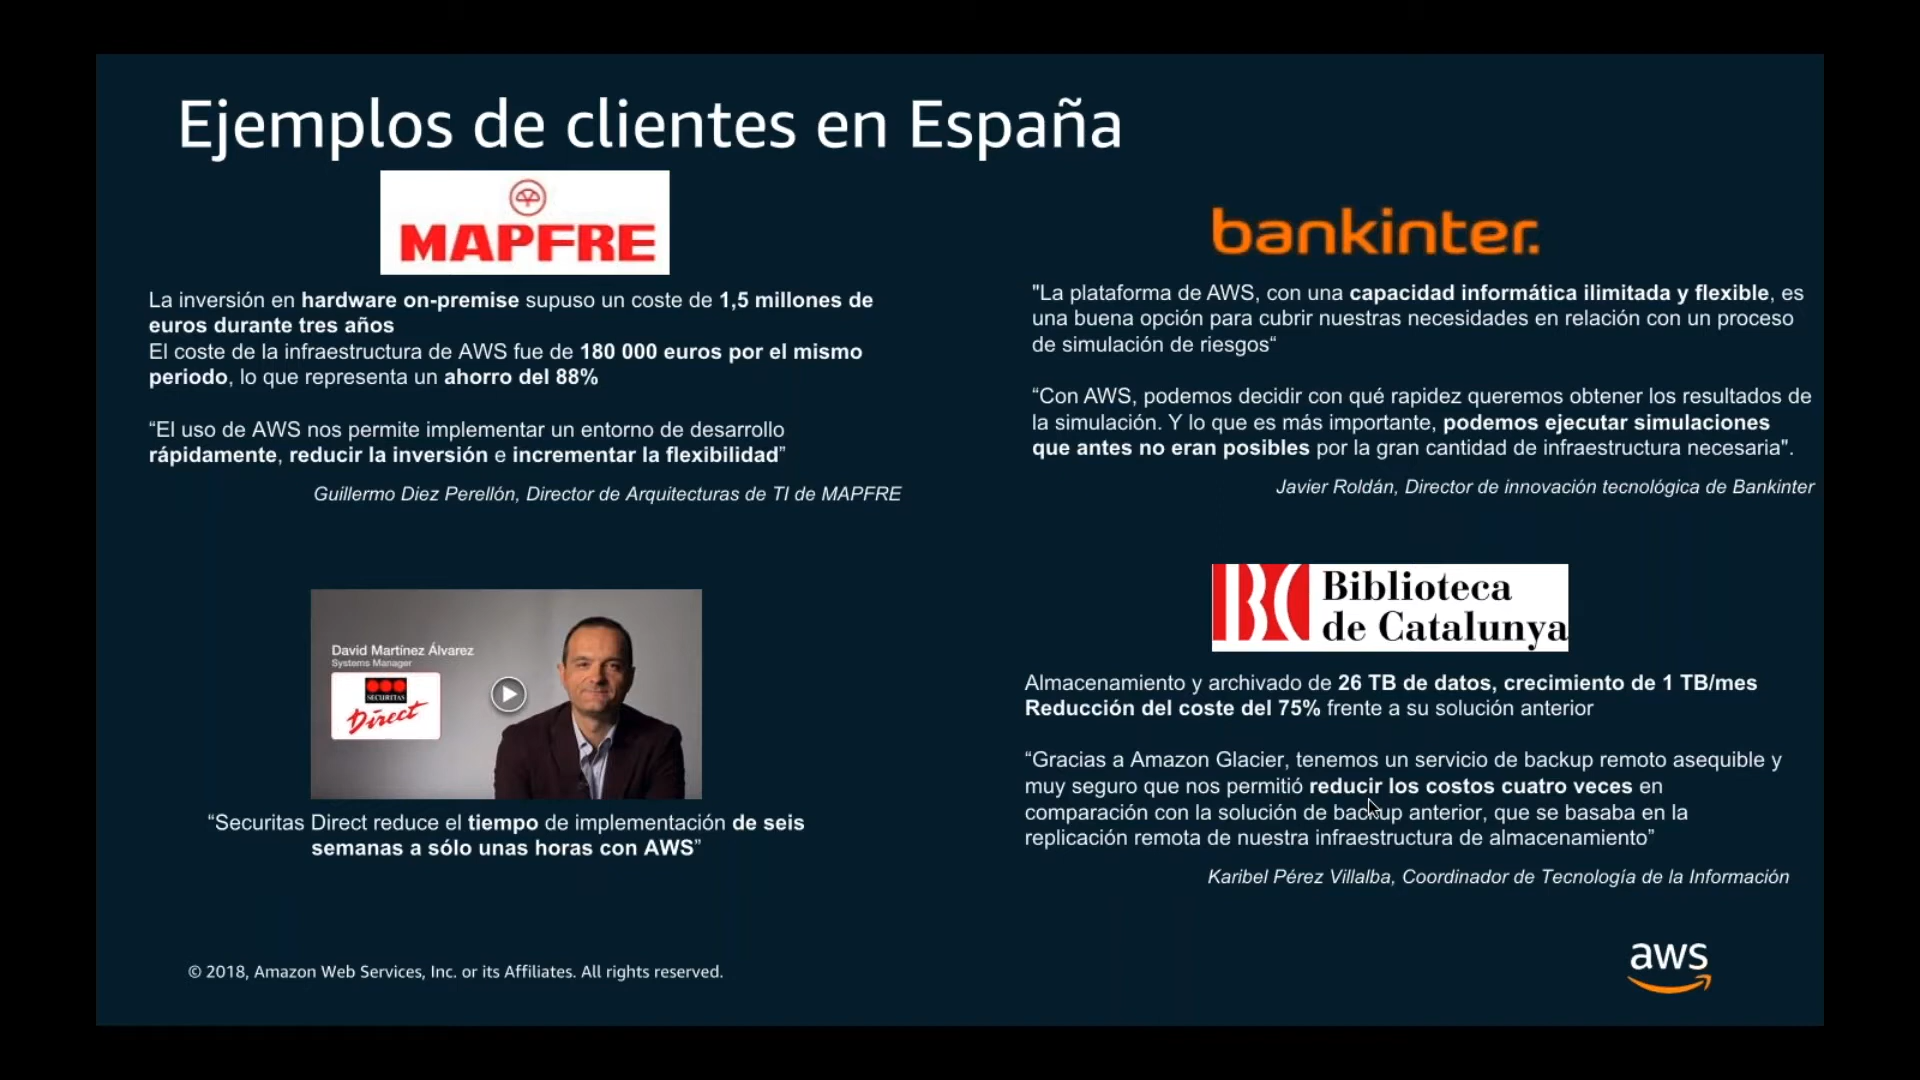 Ejemplos de clientes en España
MAPFRE
La inversión en hardware on-premise supuso un coste de 1,5 millones de
euros durante tres años
El coste de la infraestructura de AWS fue de 180 000 euros por el mismo
periodo, lo que representa un ahorro del 88%
“El uso de AWS nos permite implementar un entorno de desarrollo
rápidamente, reducir la inversión e incrementar la flexibilidad”
Guillermo Diez Perellón, Director de Arquitecturas de TI de MAPFRE
bankinter.
"La plataforma de AWS, con una capacidad informática ilimitada y flexible, es
una buena opción para cubrir nuestras necesidades en relación con un proceso
de simulación de riesgos“
“Con AWS, podemos decidir con qué rapidez queremos obtener los resultados de
la simulación. Y lo que es más importante, podemos ejecutar simulaciones
que antes no eran posibles por la gran cantidad de infraestructura necesaria".
Javier Roldán, Director de innovación tecnológica de Bankinter
David Martínez Álvarez
Systems Manager
SECURITAS
Direct
“Securitas Direct reduce el tiempo de implementación de seis
semanas a sólo unas horas con AWS”
BC
Biblioteca
de Catalunya
Almacenamiento y archivado de 26 TB de datos, crecimiento de 1 TB/mes
Reducción del coste del 75% frente a su solución anterior
“Gracias a Amazon Glacier, tenemos un servicio de backup remoto asequible y
muy seguro que nos permitió reducir los costos cuatro veces en
comparación con la solución de backup anterior, que se basaba en la
replicación remota de nuestra infraestructura de almacenamiento”
Karibel Pérez Villalba, Coordinador de Tecnología de la Información
© 2018, Amazon Web Services, Inc. or its Affiliates. All rights reserved.
aws